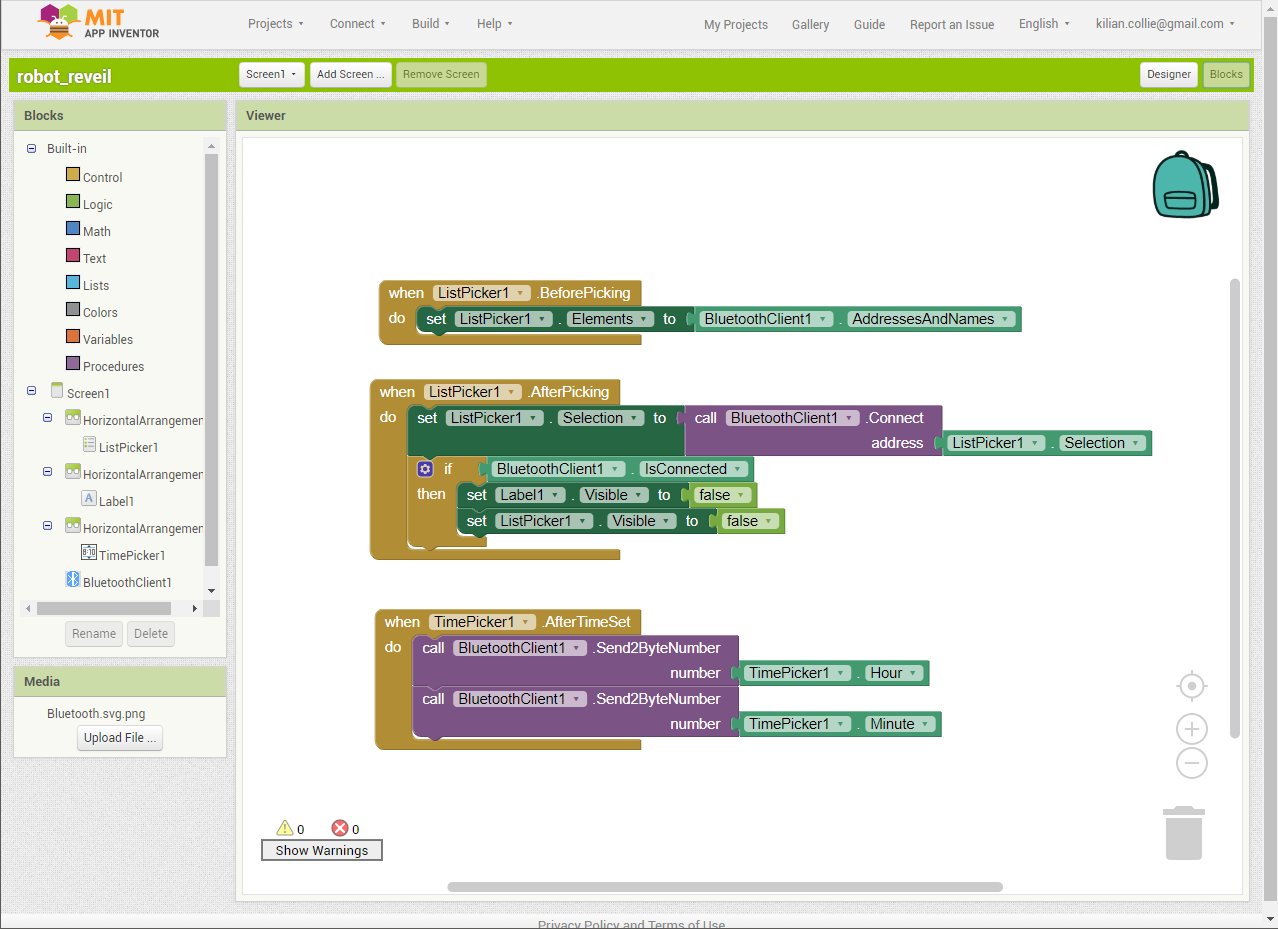 MIT
APP INVENTOR
Projects Connect Build Help My Projects Gallery Guide Report an Issue English kilian.collie@gmail.com
robot_reveil Screen1 Add Screen ... Remove Screen Designer Blocks
Blocks
Built-in
Control
Logic
Math
Text
Lists
Colors
Variables
Procedures
Screen1
HorizontalArrangemen
ListPicker1
HorizontalArrangemen
A Label1
HorizontalArrangemen
8:10 TimePicker1
BluetoothClient1
Rename Delete
Media
Bluetooth.svg.png
Upload File ...
Viewer
when ListPicker1 .BeforePicking
do set ListPicker1 . Elements to BluetoothClient1 . AddressesAndNames
when ListPicker1 .AfterPicking
do set ListPicker1 . Selection to call BluetoothClient1 .Connect
address ListPicker1 . Selection
if BluetoothClient1 . IsConnected
then set Label1 . Visible to false
set ListPicker1 . Visible to false
when TimePicker1 .AfterTimeSet
do call BluetoothClient1 .Send2ByteNumber
number TimePicker1 . Hour
call BluetoothClient1 .Send2ByteNumber
number TimePicker1 . Minute
0 0
Show Warnings
Privacy Policy and Terms of Use